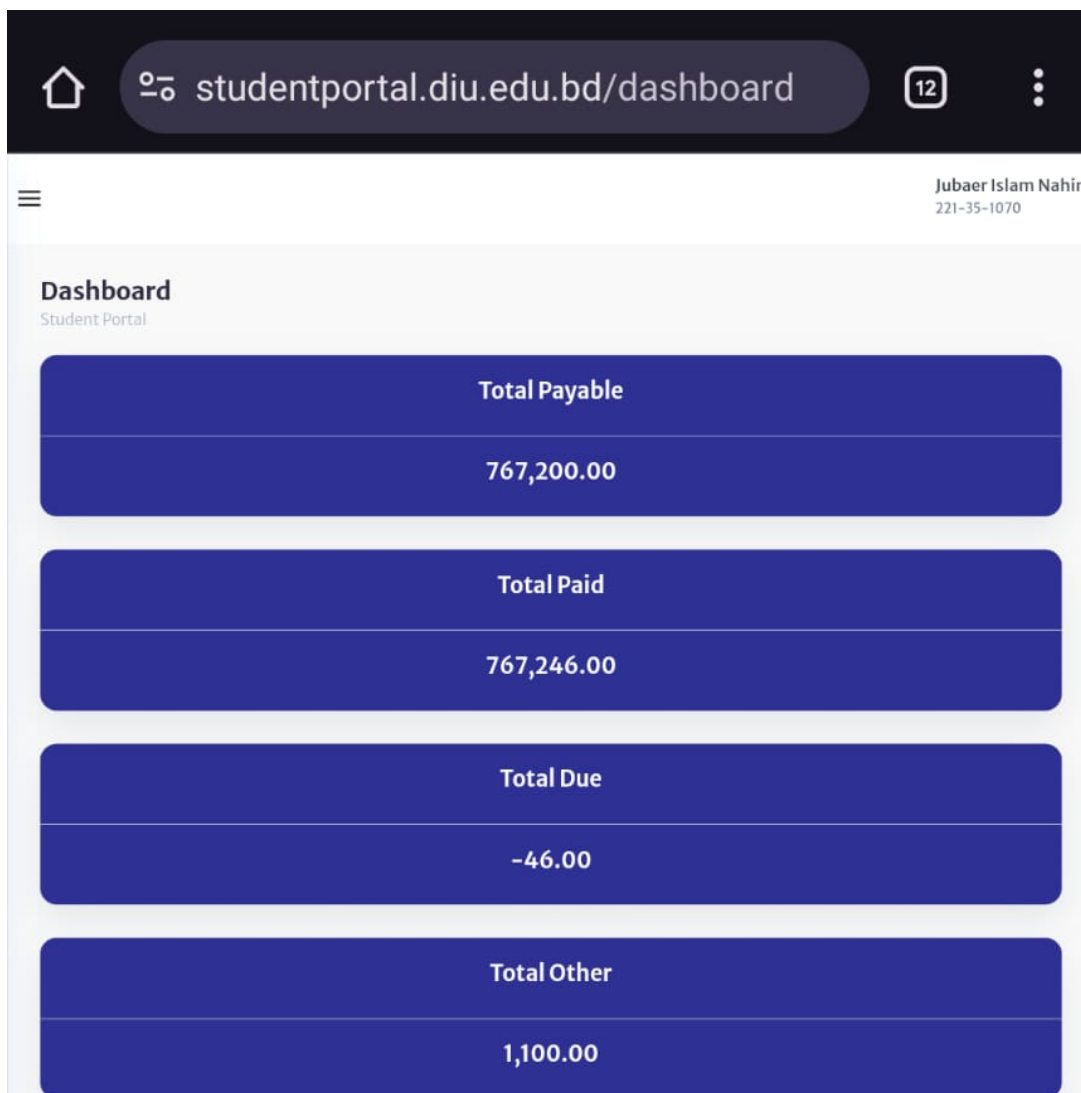 studentportal.diu.edu.bd/dashboard
12
Jubaer Islam Nahin
221-35-1070
Dashboard
Student Portal
Total Payable
767,200.00
Total Paid
767,246.00
Total Due
-46.00
Total Other
1,100.00